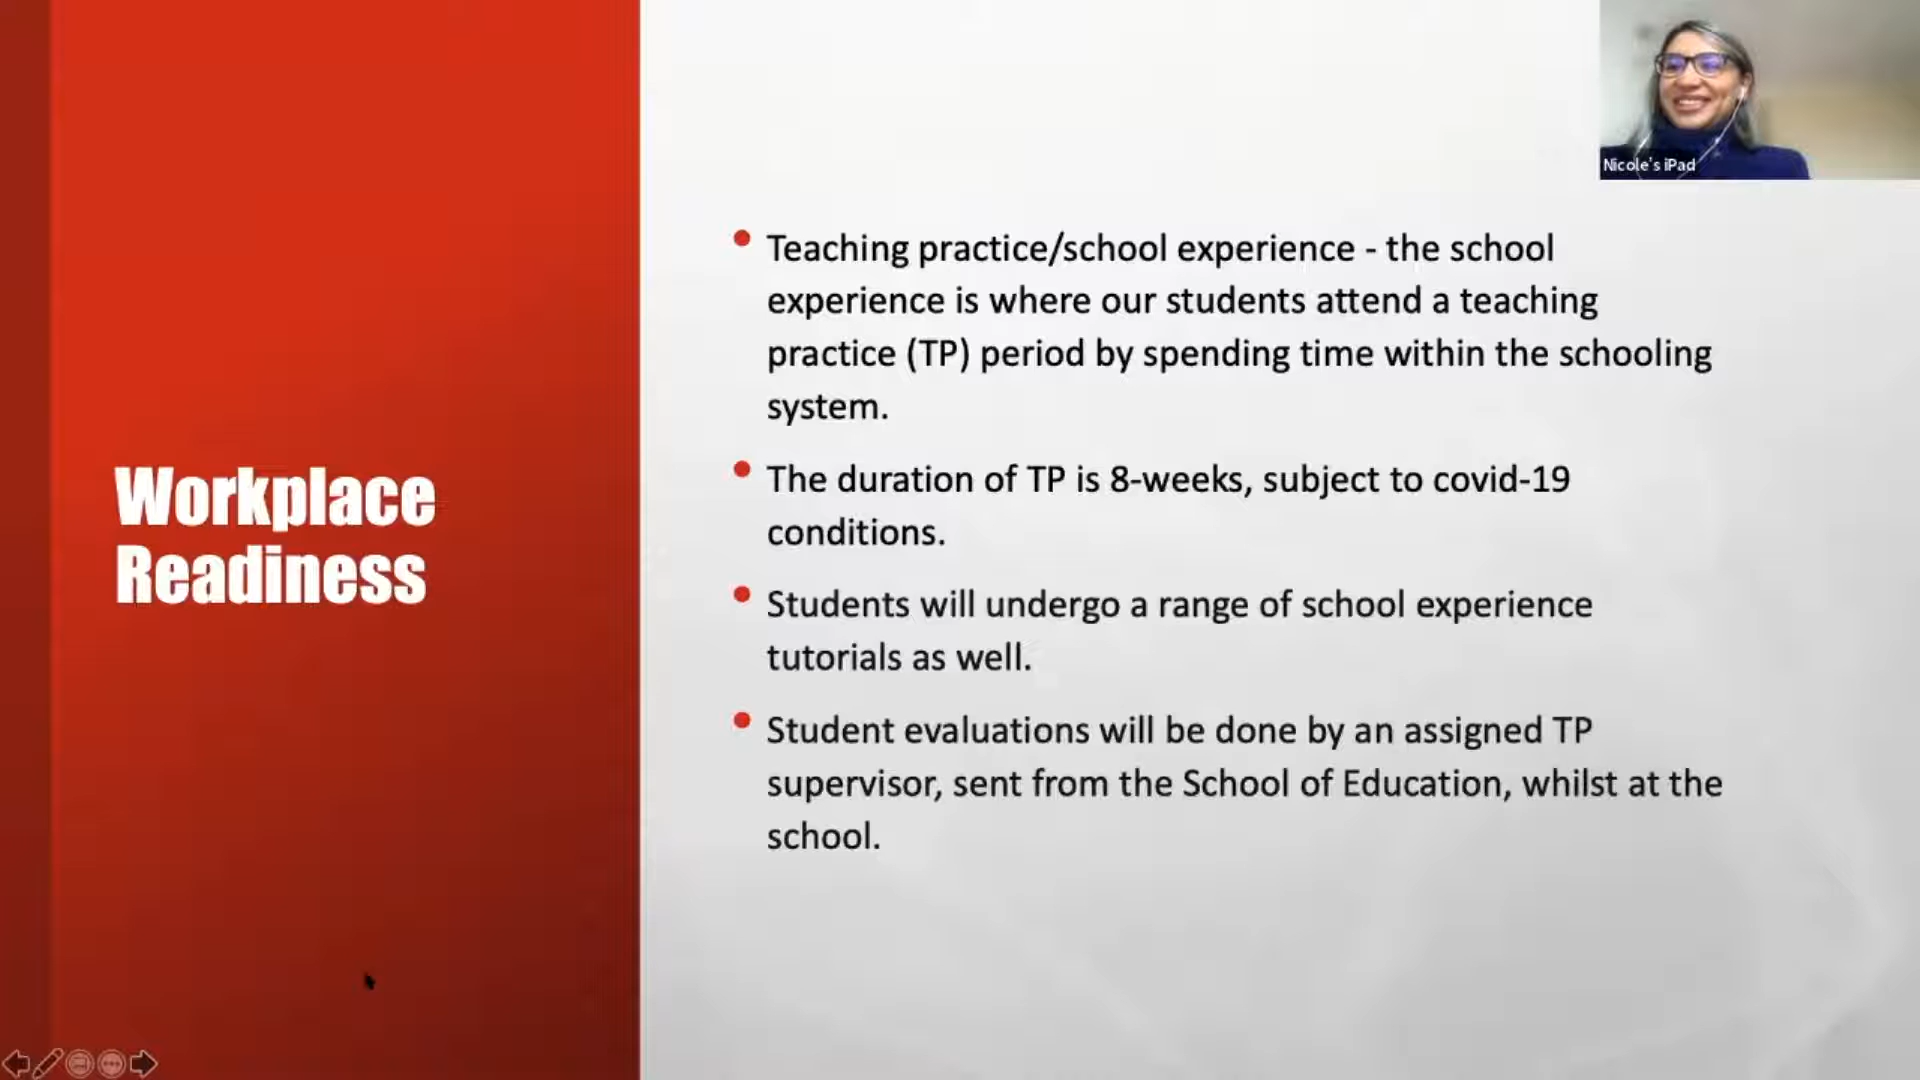 Nicole's iPad
Workplace
Readiness
Teaching practice/school experience - the school
experience is where our students attend a teaching
practice (TP) period by spending time within the schooling
system.
The duration of TP is 8-weeks, subject to covid-19
conditions.
Students will undergo a range of school experience
tutorials as well.
Student evaluations will be done by an assigned TP
supervisor, sent from the School of Education, whilst at the
school.